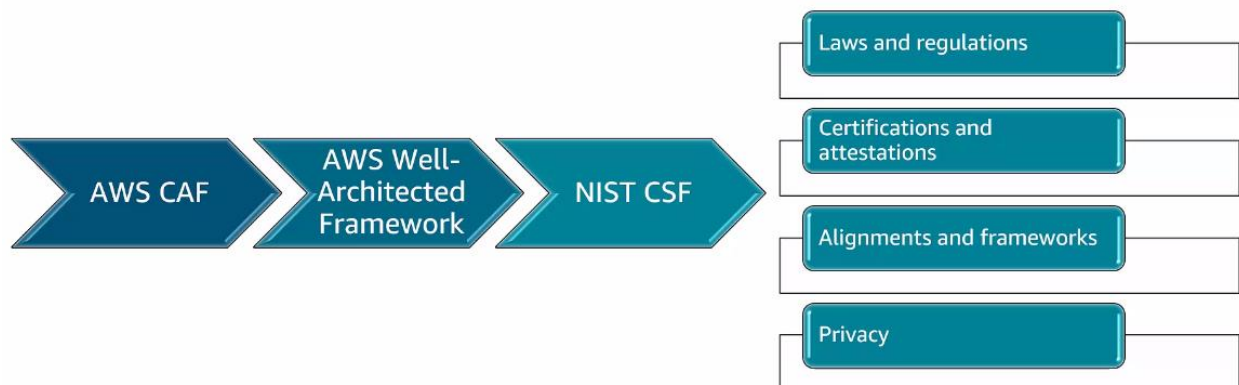 AWS CAF
AWS Well-
Architected
Framework
NIST CSF
Laws and regulations
Certifications and
attestations
Alignments and frameworks
Privacy